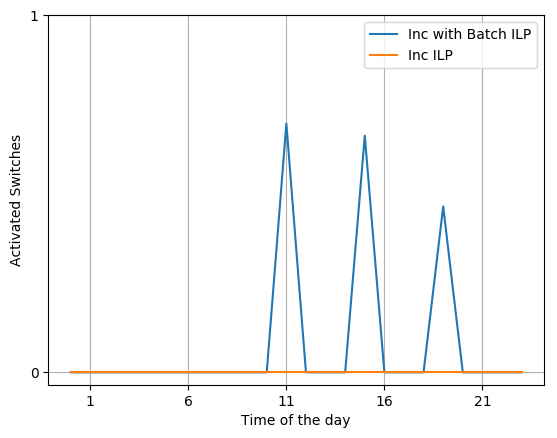 1
Inc with Batch ILP
Inc ILP
Activated Switches
0
1 6 11 16 21
Time of the day